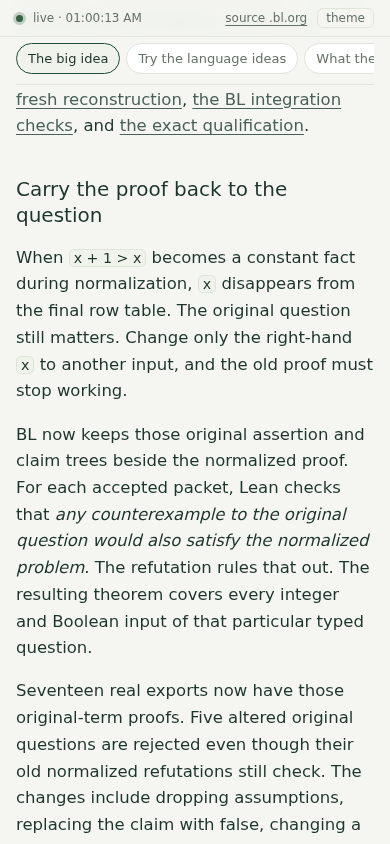 live · 01:00:13 AM source .bl.org theme
The big idea Try the language ideas What the
fresh reconstruction, the BL integration
checks, and the exact qualification.
Carry the proof back to the
question
When x + 1 > x becomes a constant fact
during normalization, x disappears from
the final row table. The original question
still matters. Change only the right-hand
x to another input, and the old proof must
stop working.
BL now keeps those original assertion and
claim trees beside the normalized proof.
For each accepted packet, Lean checks
that any counterexample to the original
question would also satisfy the normalized
problem. The refutation rules that out. The
resulting theorem covers every integer
and Boolean input of that particular typed
question.
Seventeen real exports now have those
original-term proofs. Five altered original
questions are rejected even though their
old normalized refutations still check. The
changes include dropping assumptions,
replacing the claim with false, changing a